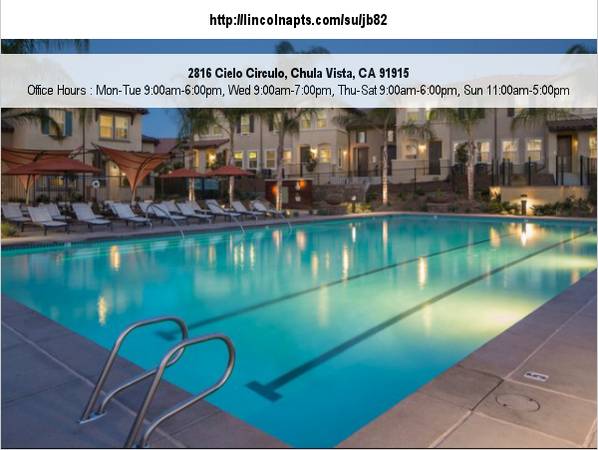 http://lincolnapts.com/su/jb82
2816 Cielo Circulo, Chula Vista, CA 91915
Office Hours : Mon-Tue 9:00am-6:00pm, Wed 9:00am-7:00pm, Thu-Sat 9:00am-6:00pm, Sun 11:00am-5:00pm